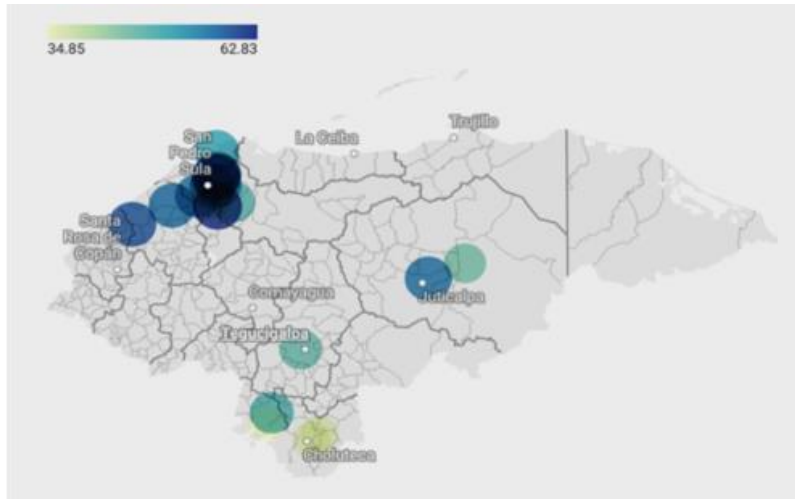 34.85 62.83
San
Pedro
Sula
La Ceiba
Trujillo
Santa
Rosa de
Copán
Juticalpa
Comayagua
Tegucigalpa
Choluteca